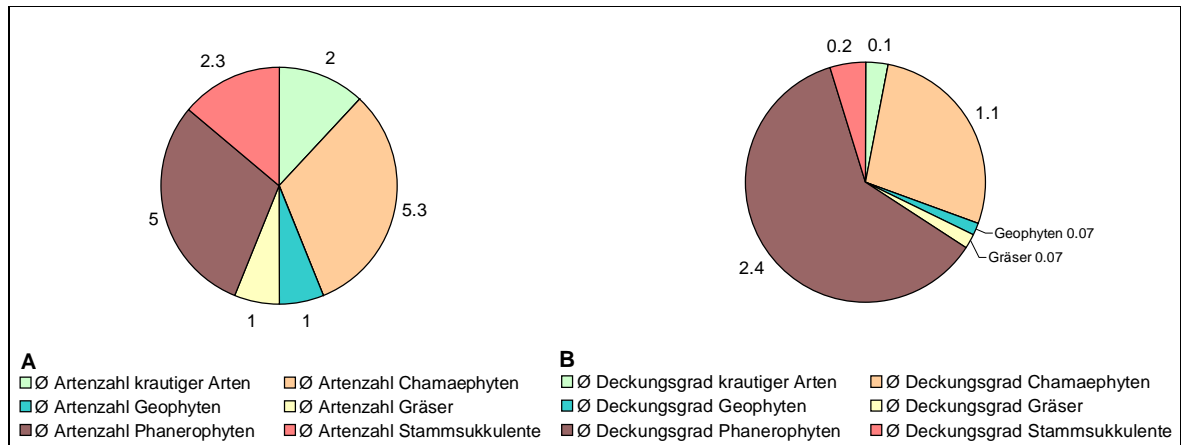 2.3
2
5.3
5
1
1
0.2
0.1
1.1
Geophyten 0.07
Gräser 0.07
2.4
A
Ø Artenzahl krautiger Arten
Ø Artenzahl Chamaephyten
Ø Artenzahl Geophyten
Ø Artenzahl Gräser
Ø Artenzahl Phanerophyten
Ø Artenzahl Stammsukkulente
B
Ø Deckungsgrad krautiger Arten
Ø Deckungsgrad Chamaephyten
Ø Deckungsgrad Geophyten
Ø Deckungsgrad Gräser
Ø Deckungsgrad Phanerophyten
Ø Deckungsgrad Stammsukkulente